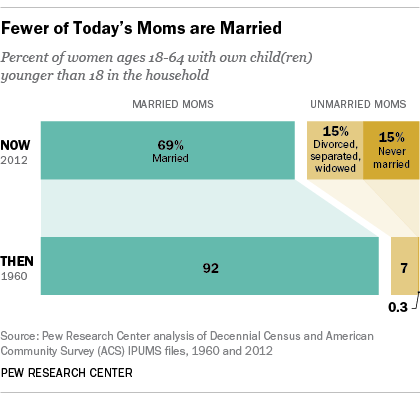 Fewer of Today's Moms are Married
Percent of women ages 18-64 with own child(ren)
younger than 18 in the household
MARRIED MOMS
UNMARRIED MOMS
NOW
2012
69%
Married
15%
Divorced,
separated,
widowed
15%
Never
married
THEN
1960
92
7
0.3
Source: Pew Research Center analysis of Decennial Census and American
Community Survey (ACS) IPUMS files, 1960 and 2012
PEW RESEARCH CENTER